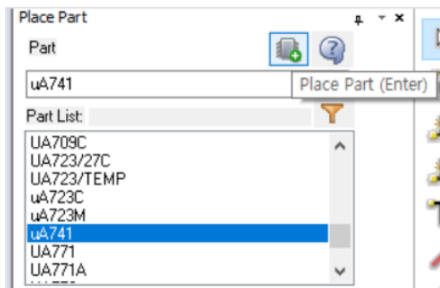 Place Part
Part
uA741
Place Part (Enter)
Part List:
UA709C
UA723/27C
UA723/TEMP
uA723C
uA723M
uA741
UA771
UA771A